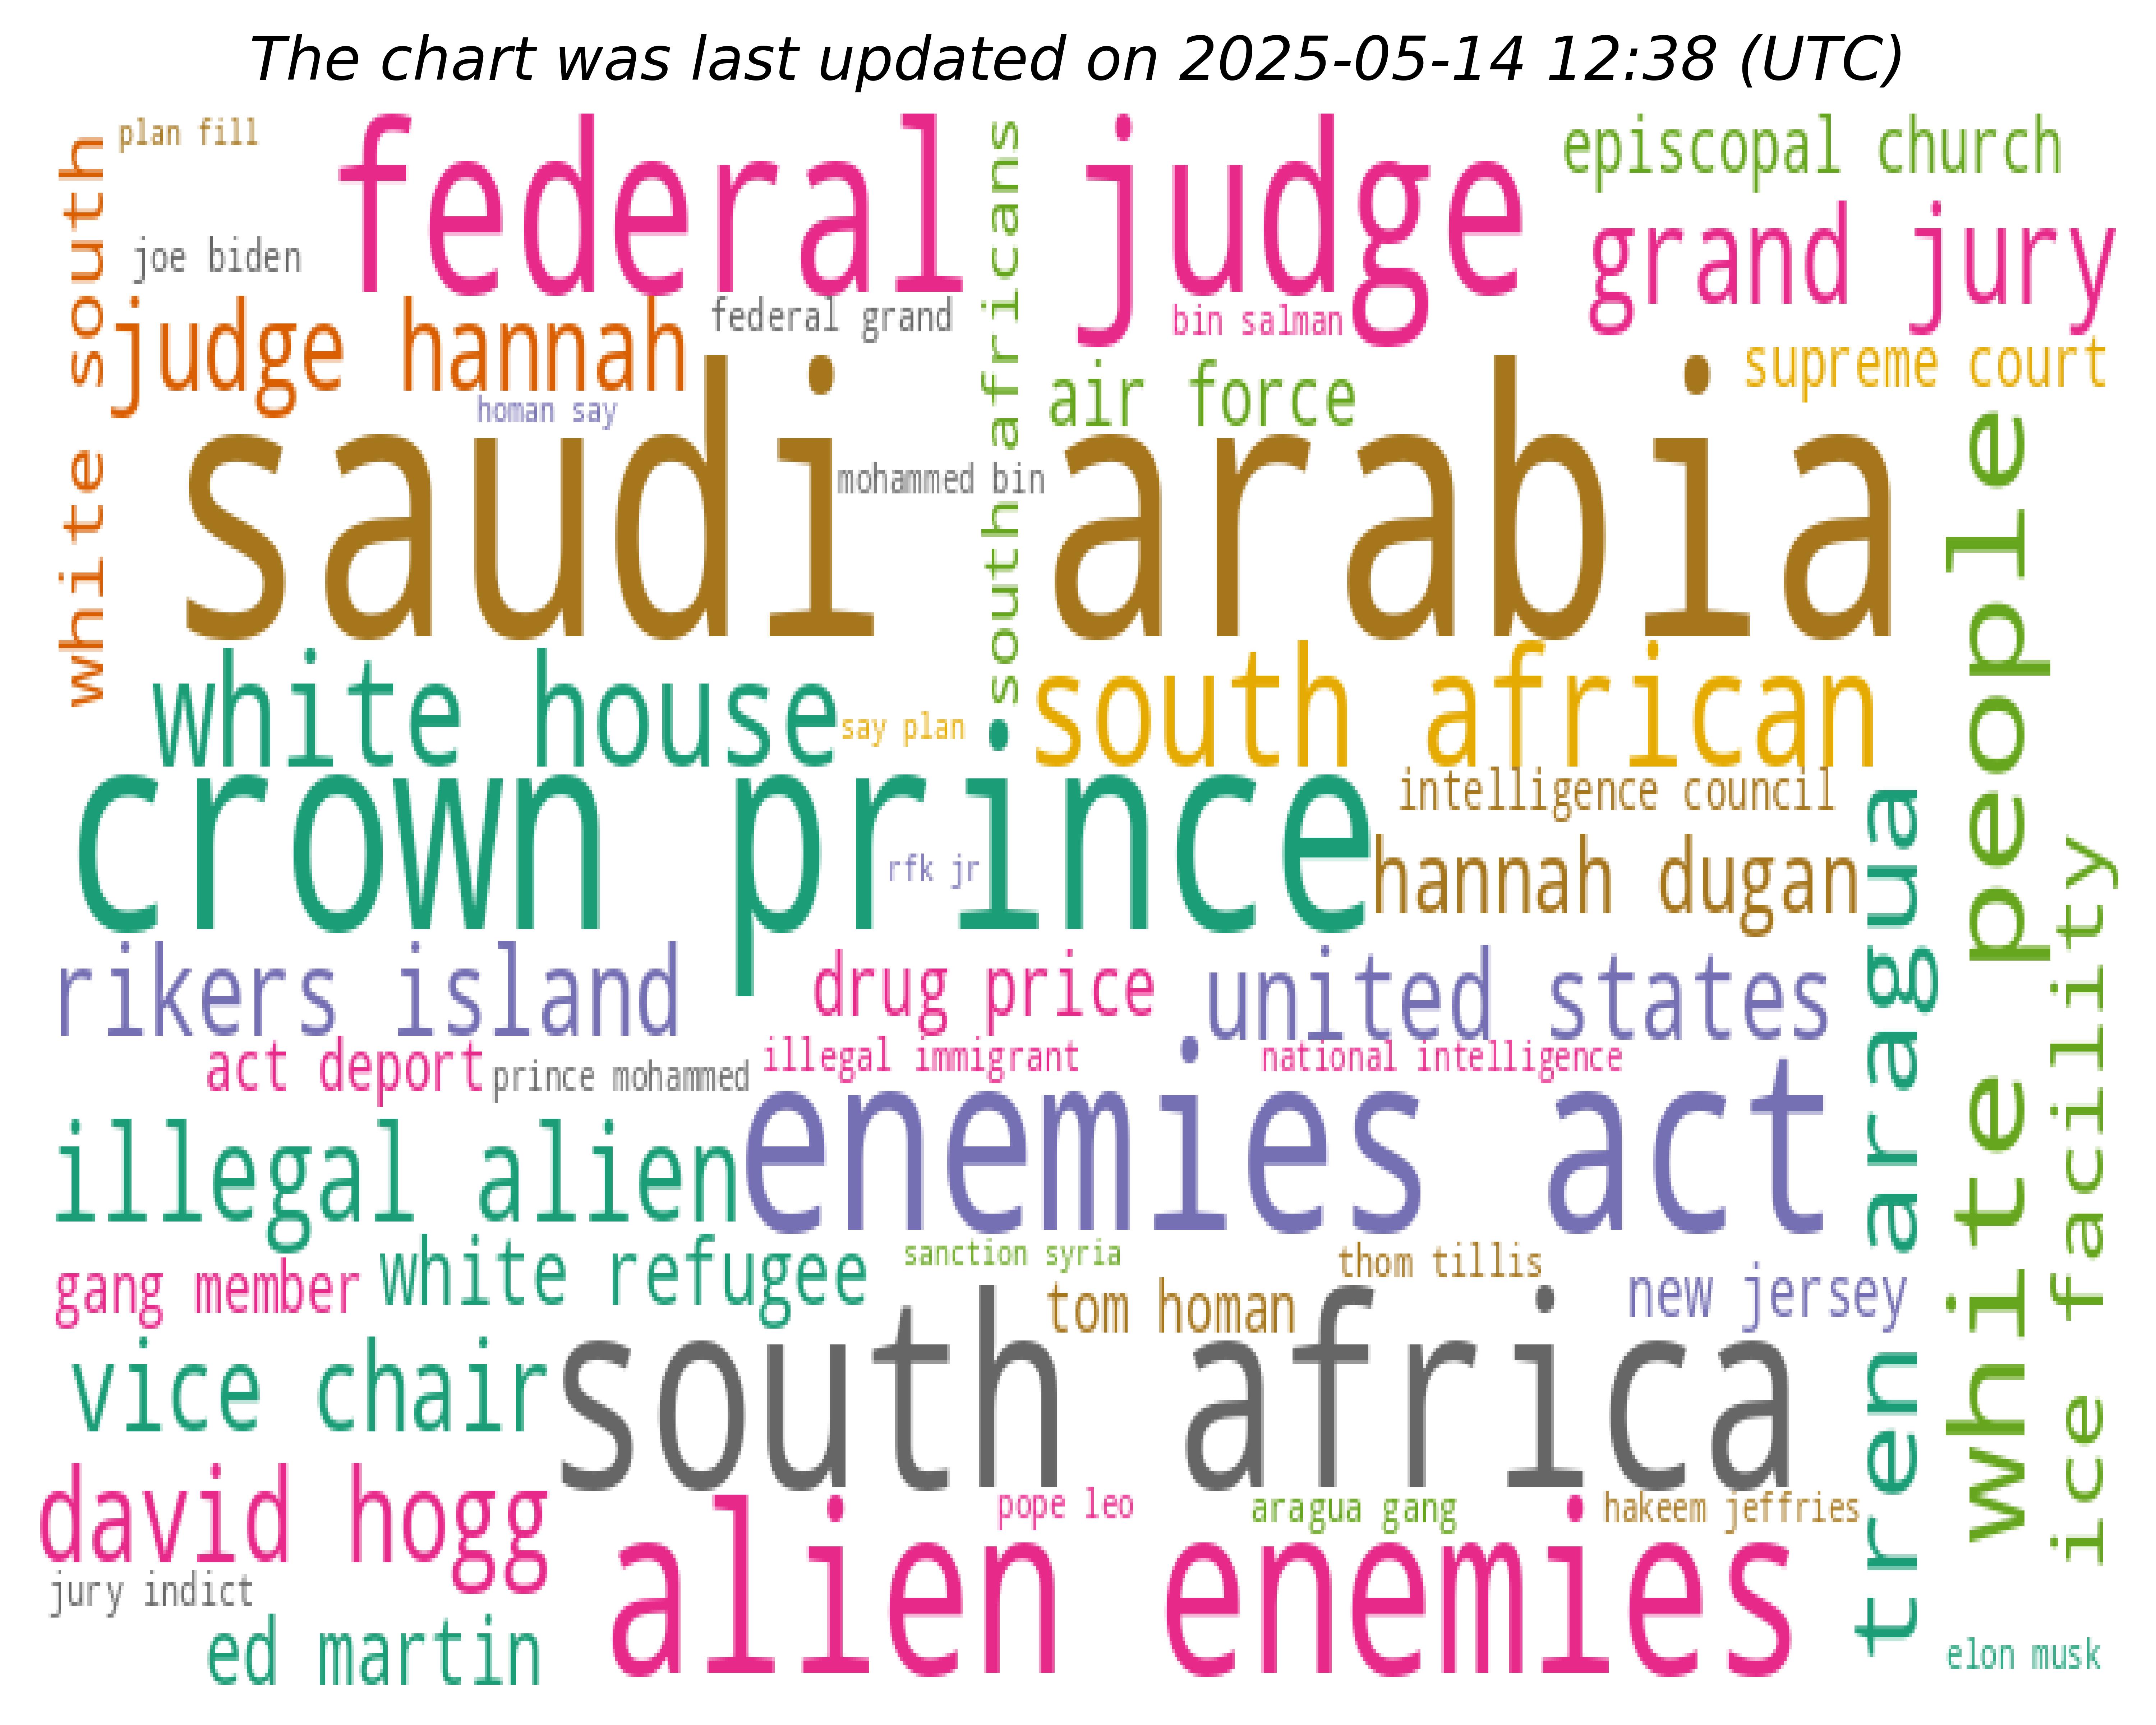 The chart was last updated on 2025-05-14 12:38 (UTC)
plan fill
federal judge
episcopal church
white south
south africans
joe biden
grand jury
judge hannah
federal grand
bin salman
supreme court
homan say
air force
saudi arabia
mohammed bin
white people
white house
say plan
south african
crown prince
intelligence council
rfk jr
hannah dugan
tren aragua
ice facility
rikers island
drug price
united states
act deport
prince mohammed
illegal immigrant
national intelligence
enemies act
illegal alien
white refugee
sanction syria
thom tillis
gang member
tom homan
new jersey
vice chair
south africa
david hogg
pope leo
aragua gang
hakeem jeffries
alien enemies
jury indict
ed martin
elon musk